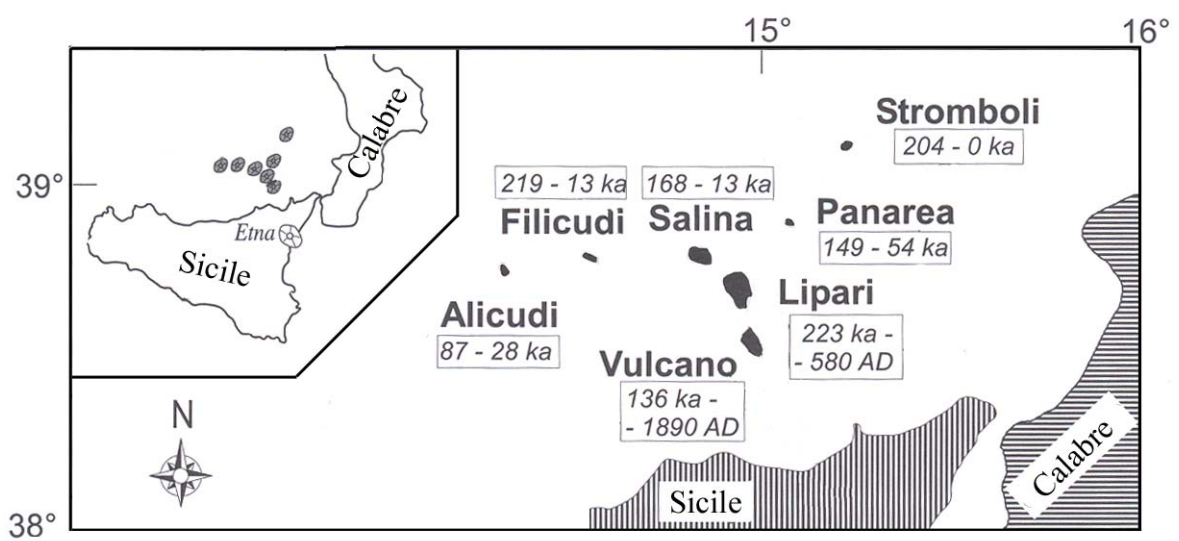 15°
16°
39°
38°
Calabre
Etna
Sicile
N
Stromboli
204 - 0 ka
219 - 13 ka
Filicudi
168 - 13 ka
Salina
Panarea
149 - 54 ka
Alicudi
87 - 28 ka
Lipari
223 ka -
- 580 AD
Vulcano
136 ka -
- 1890 AD
Sicile
Calabre